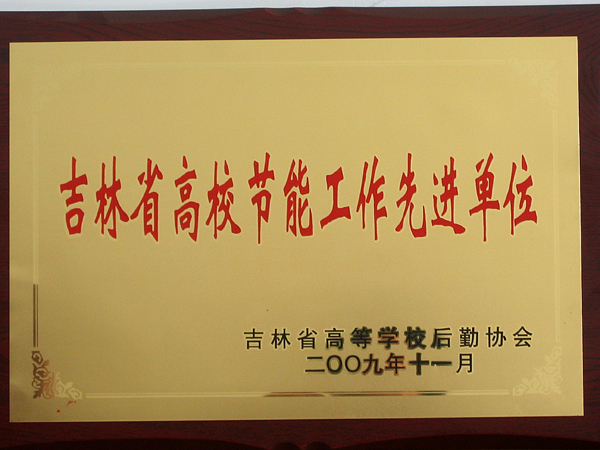 吉林省高校节能工作先进单位
吉林省高等学校后勤协会
二〇〇九年十一月